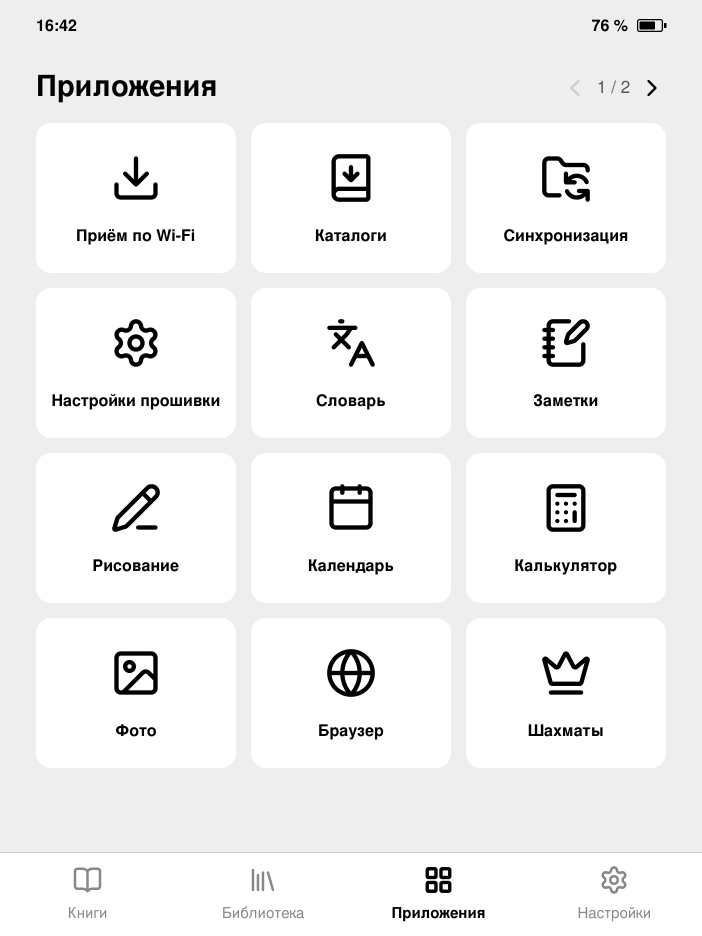 16:42
76 %
Приложения
1 / 2
Приём по Wi-Fi
Каталоги
Синхронизация
Настройки прошивки
Словарь
Заметки
Рисование
Календарь
Калькулятор
Фото
Браузер
Шахматы
Книги
Библиотека
Приложения
Настройки